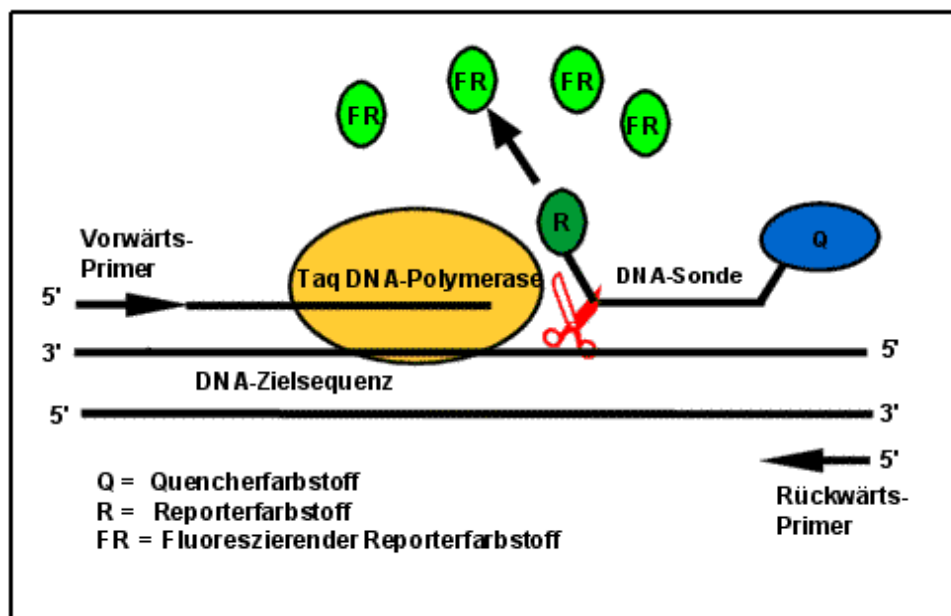 FR
FR
FR
FR
R
Q
Vorwärts-
Primer
Taq DNA-Polymerase
DNA-Sonde
5'
3'
5'
DNA-Zielsequenz
5'
3'
5'
Rückwärts-
Primer
Q = Quencherfarbstoff
R = Reporterfarbstoff
FR = Fluoreszierender Reporterfarbstoff